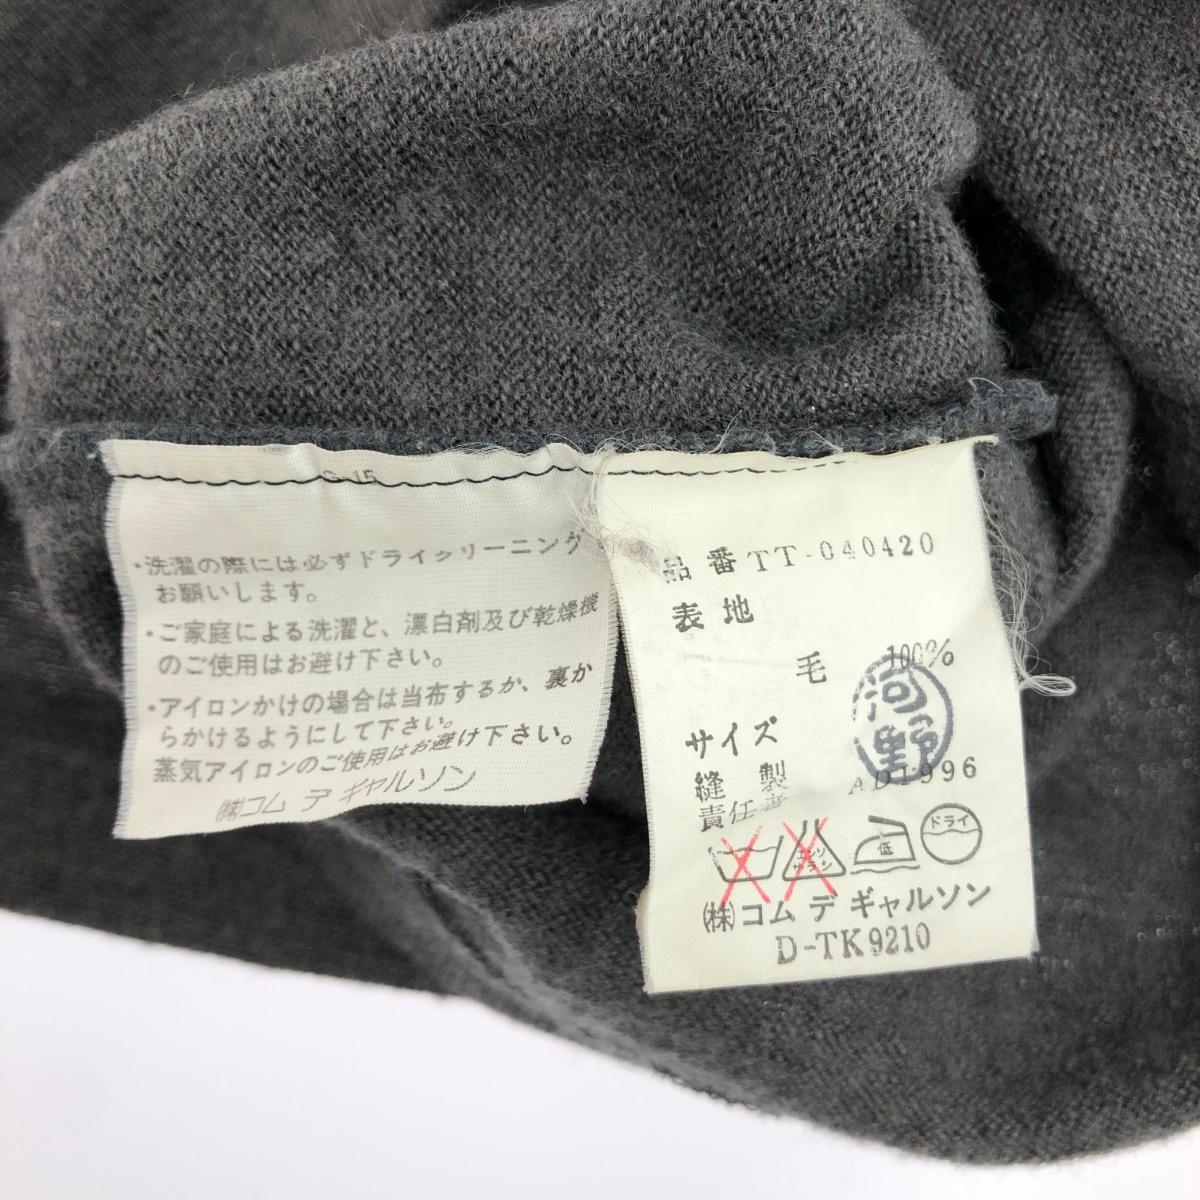 G-15
・洗濯の際には必ずドライクリーニング
お願いします。
・ご家庭による洗濯と、漂白剤及び乾燥機
のご使用はお避け下さい。
・アイロンかけの場合は当布するか、裏か
らかけるようにして下さい。
蒸気アイロンのご使用はお避け下さい。
㈱コム デ ギャルソン
品番 TT-040420
表地
毛 100%
河野
サイズ
縫製
責任者 AD1996
エンソ
サラシ
低
ドライ
㈱コム デ ギャルソン
D-TK9210